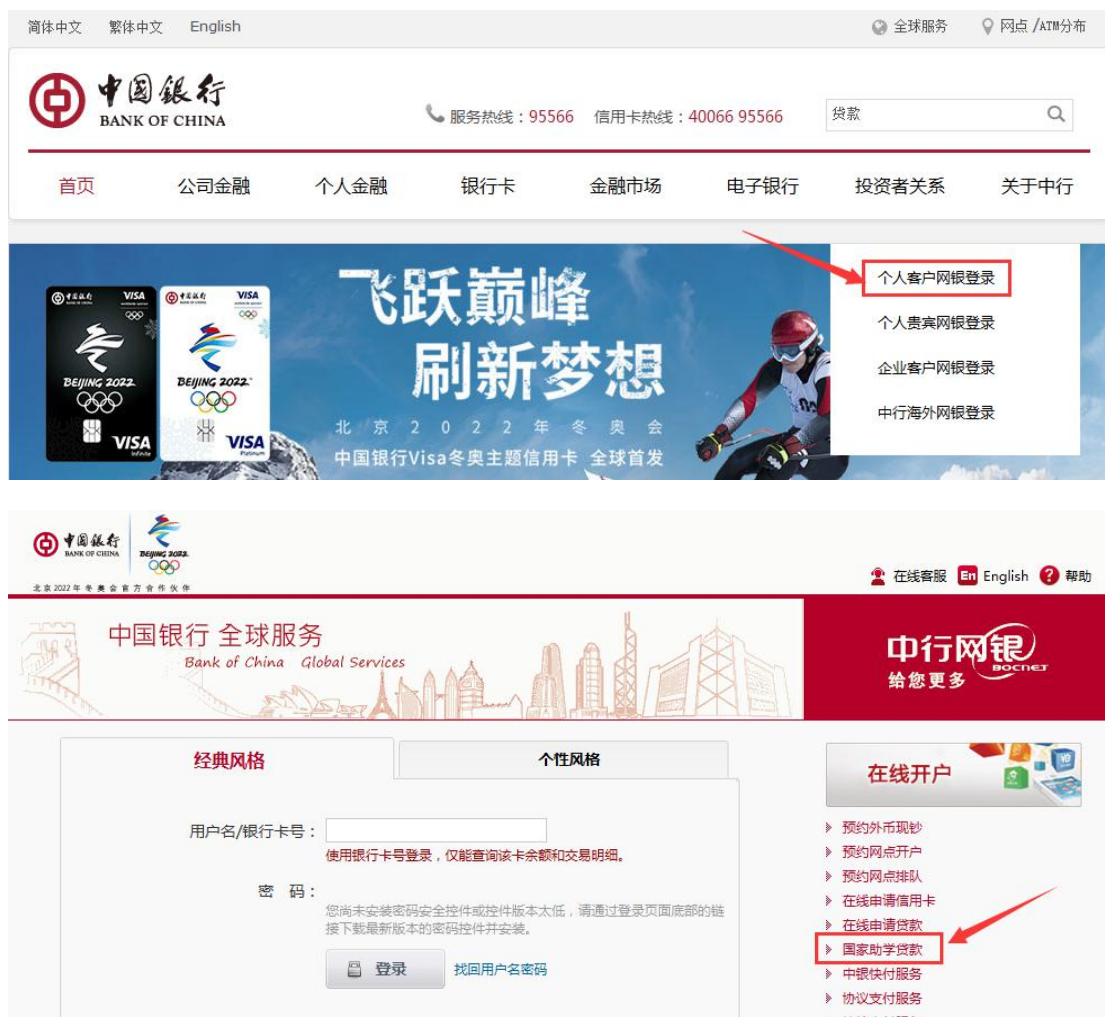 简体中文 繁体中文 English 全球服务 网点 /ATM分布
中国銀行
BANK OF CHINA
服务热线：95566 信用卡热线：40066 95566 贷款
首页 公司金融 个人金融 银行卡 金融市场 电子银行 投资者关系 关于中行
飞跃巅峰
刷新梦想
北京2022年冬奥会
中国银行Visa冬奥主题信用卡 全球首发
中国银行 VISA
BEIJING 2022
VISA
Infinite
中国银行 VISA
BEIJING 2022
VISA
Platinum
个人客户网银登录
个人贵宾网银登录
企业客户网银登录
中行海外网银登录
中国銀行
BANK OF CHINA
BEIJING 2022
北京2022年冬奥会官方合作伙伴
在线客服 En English ? 帮助
中国银行 全球服务
Bank of China Global Services
中行网银
BOCNET
给您更多
经典风格 个性风格
用户名/银行卡号：
使用银行卡号登录，仅能查询该卡余额和交易明细。
密 码：
您尚未安装密码安全控件或控件版本太低，请通过登录页面底部的链
接下载最新版本的密码控件并安装。
登录 找回用户名密码
在线开户
预约外币现钞
预约网点开户
预约网点排队
在线申请信用卡
在线申请贷款
国家助学贷款
中银快付服务
协议支付服务